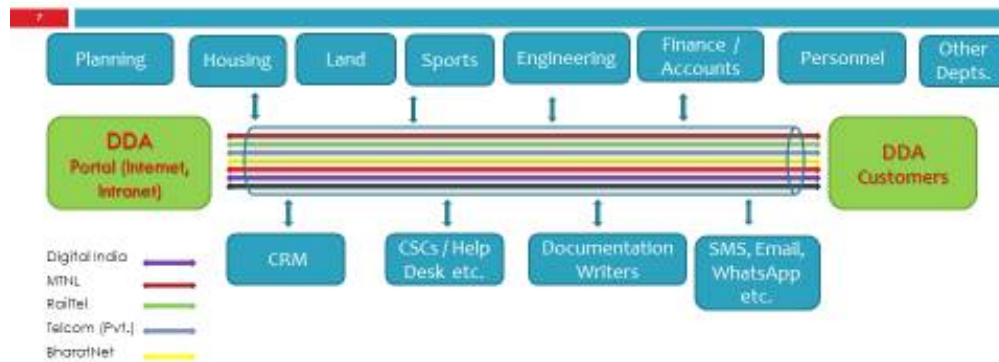 7
Planning
Housing
Land
Sports
Engineering
Finance /
Accounts
Personnel
Other
Depts.
DDA
Portal (Internet,
Intranet)
DDA
Customers
CRM
CSCs / Help
Desk etc.
Documentation
Writers
SMS, Email,
WhatsApp
etc.
Digital India
MTNL
RailTel
Telcom (Pvt.)
BharatNet